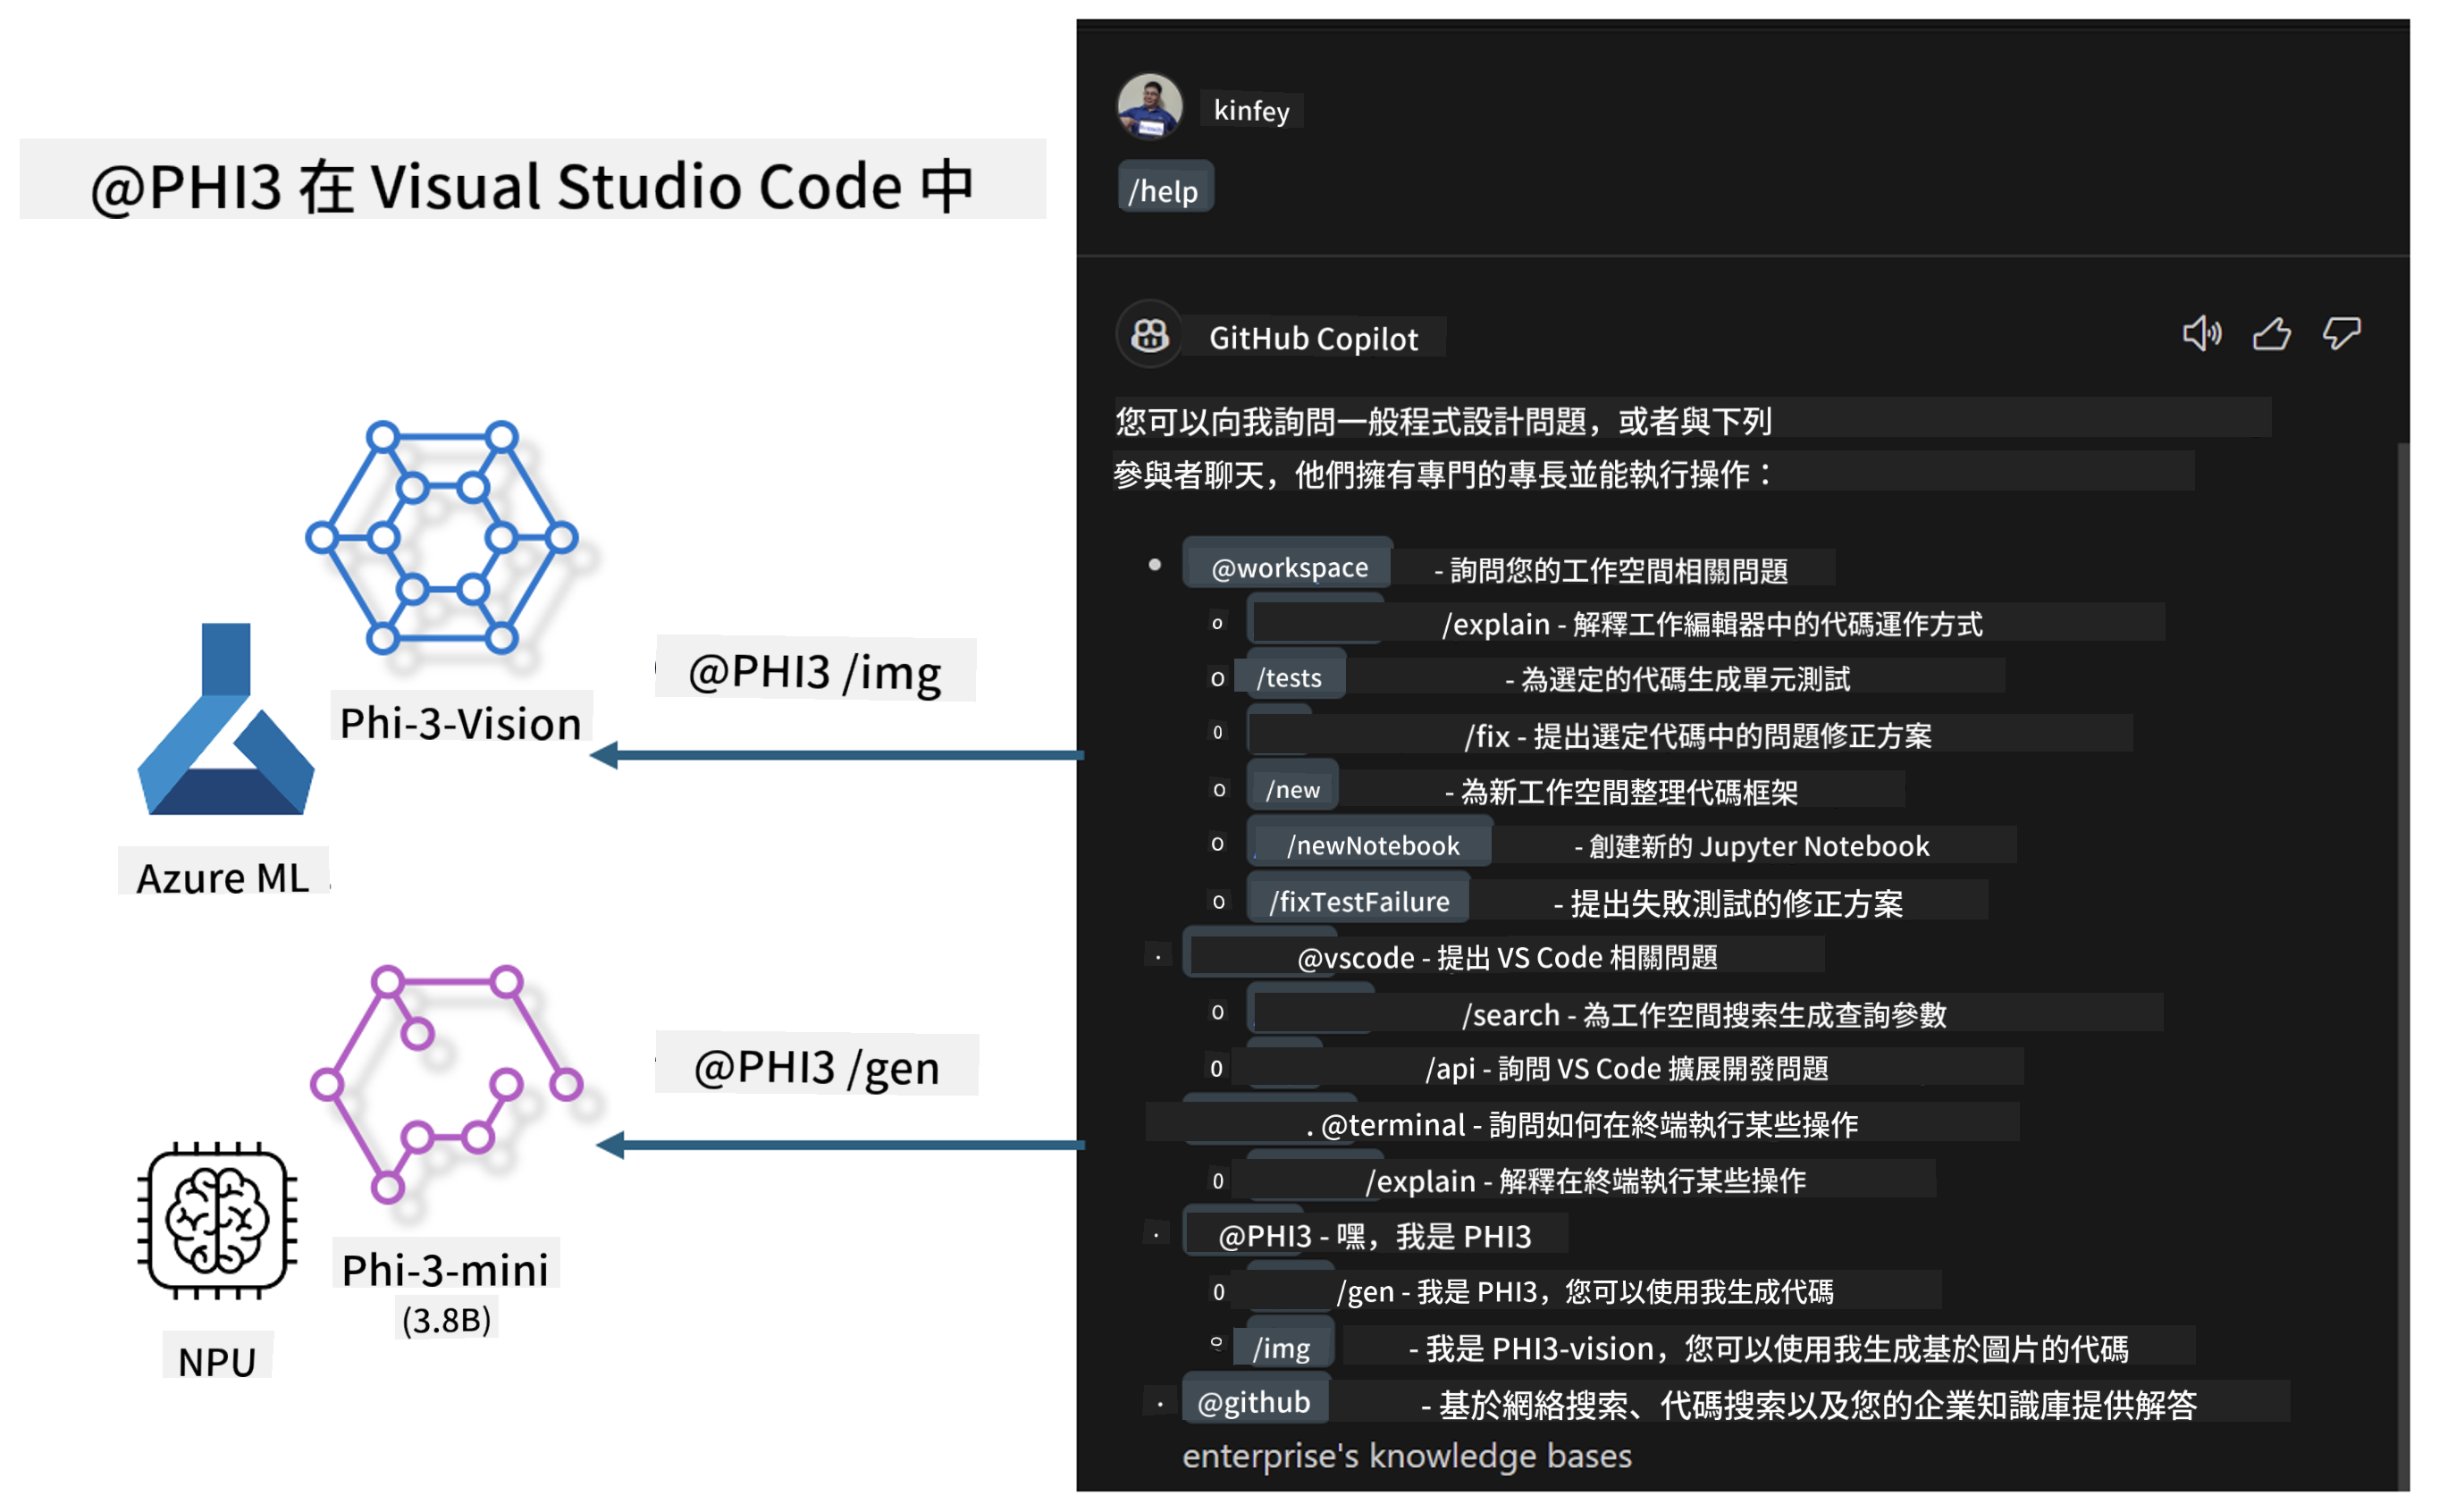 @PHI3 在 Visual Studio Code 中
Phi-3-Vision
@PHI3 /img
Azure ML
@PHI3 /gen
Phi-3-mini
(3.8B)
NPU
kinfey
/help
GitHub Copilot
您可以向我詢問一般程式設計問題，或者與下列
參與者聊天，他們擁有專門的專長並能執行操作：
@workspace - 詢問您的工作空間相關問題
/explain - 解釋工作編輯器中的代碼運作方式
/tests - 為選定的代碼生成單元測試
/fix - 提出選定代碼中的問題修正方案
/new - 為新工作空間整理代碼框架
/newNotebook - 創建新的 Jupyter Notebook
/fixTestFailure - 提出失敗測試的修正方案
@vscode - 提出 VS Code 相關問題
/search - 為工作空間搜索生成查詢參數
/api - 詢問 VS Code 擴展開發問題
. @terminal - 詢問如何在終端執行某些操作
/explain - 解釋在終端執行某些操作
@PHI3 - 嘿，我是 PHI3
/gen - 我是 PHI3，您可以使用我生成代碼
/img - 我是 PHI3-vision，您可以使用我生成基於圖片的代碼
@github - 基於網絡搜索、代碼搜索以及您的企業知識庫提供解答
enterprise's knowledge bases